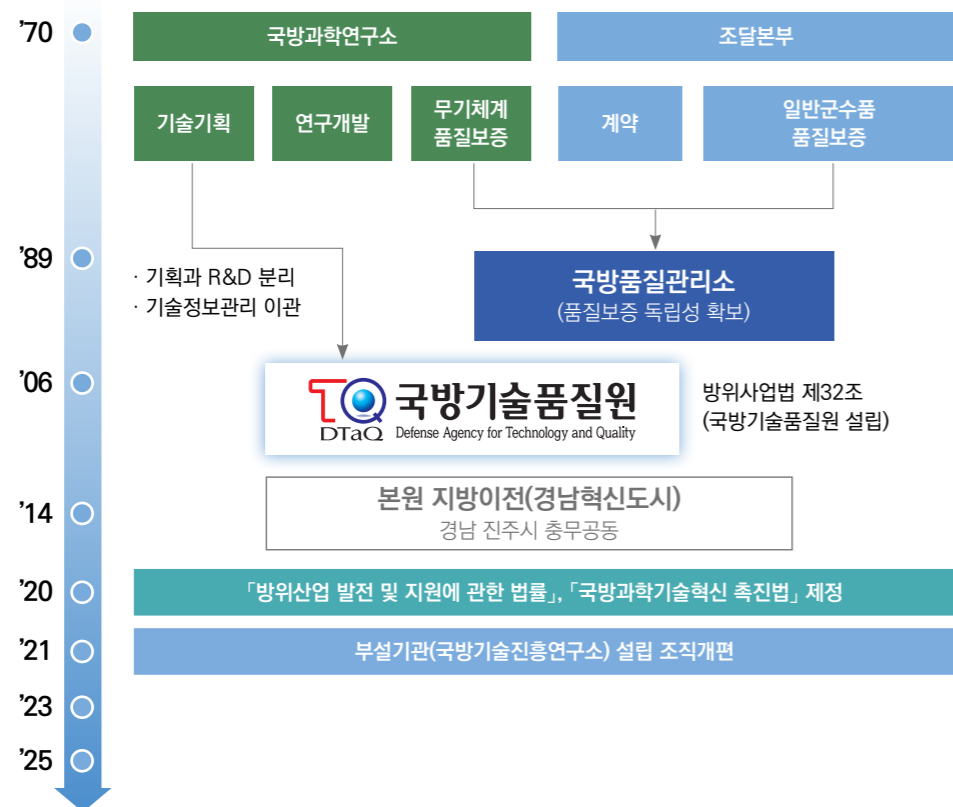 '70
국방과학연구소
조달본부
기술기획
연구개발
무기체계
품질보증
계약
일반군수품
품질보증
'89
· 기획과 R&D 분리
· 기술정보관리 이관
국방품질관리소
(품질보증 독립성 확보)
'06
DTaQ
국방기술품질원
Defense Agency for Technology and Quality
방위사업법 제32조
(국방기술품질원 설립)
'14
본원 지방이전(경남혁신도시)
경남 진주시 충무공동
'20
「방위산업 발전 및 지원에 관한 법률」, 「국방과학기술혁신 촉진법」 제정
'21
부설기관(국방기술진흥연구소) 설립 조직개편
'23
'25